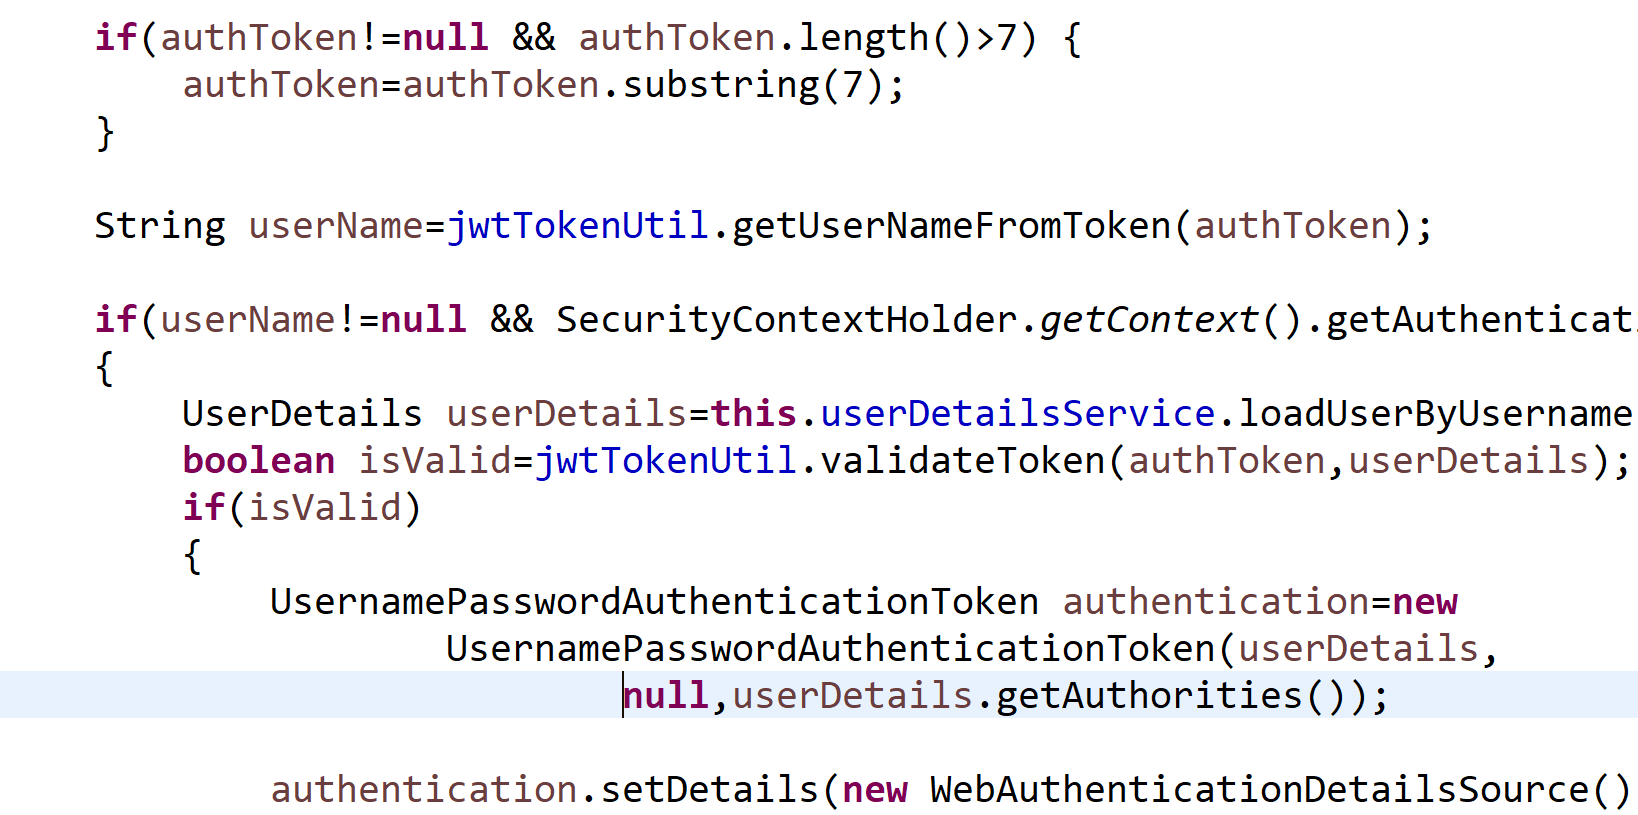 if(authToken!=null && authToken.length()>7) {
authToken=authToken.substring(7);
}
String userName=jwtTokenUtil.getUserNameFromToken(authToken);
if(userName!=null && SecurityContextHolder.getContext().getAuthenticati
{
UserDetails userDetails=this.userDetailsService.loadUserByUsername
boolean isValid=jwtTokenUtil.validateToken(authToken,userDetails);
if(isValid)
{
UsernamePasswordAuthenticationToken authentication=new
UsernamePasswordAuthenticationToken(userDetails,
null,userDetails.getAuthorities());
authentication.setDetails(new WebAuthenticationDetailsSource()